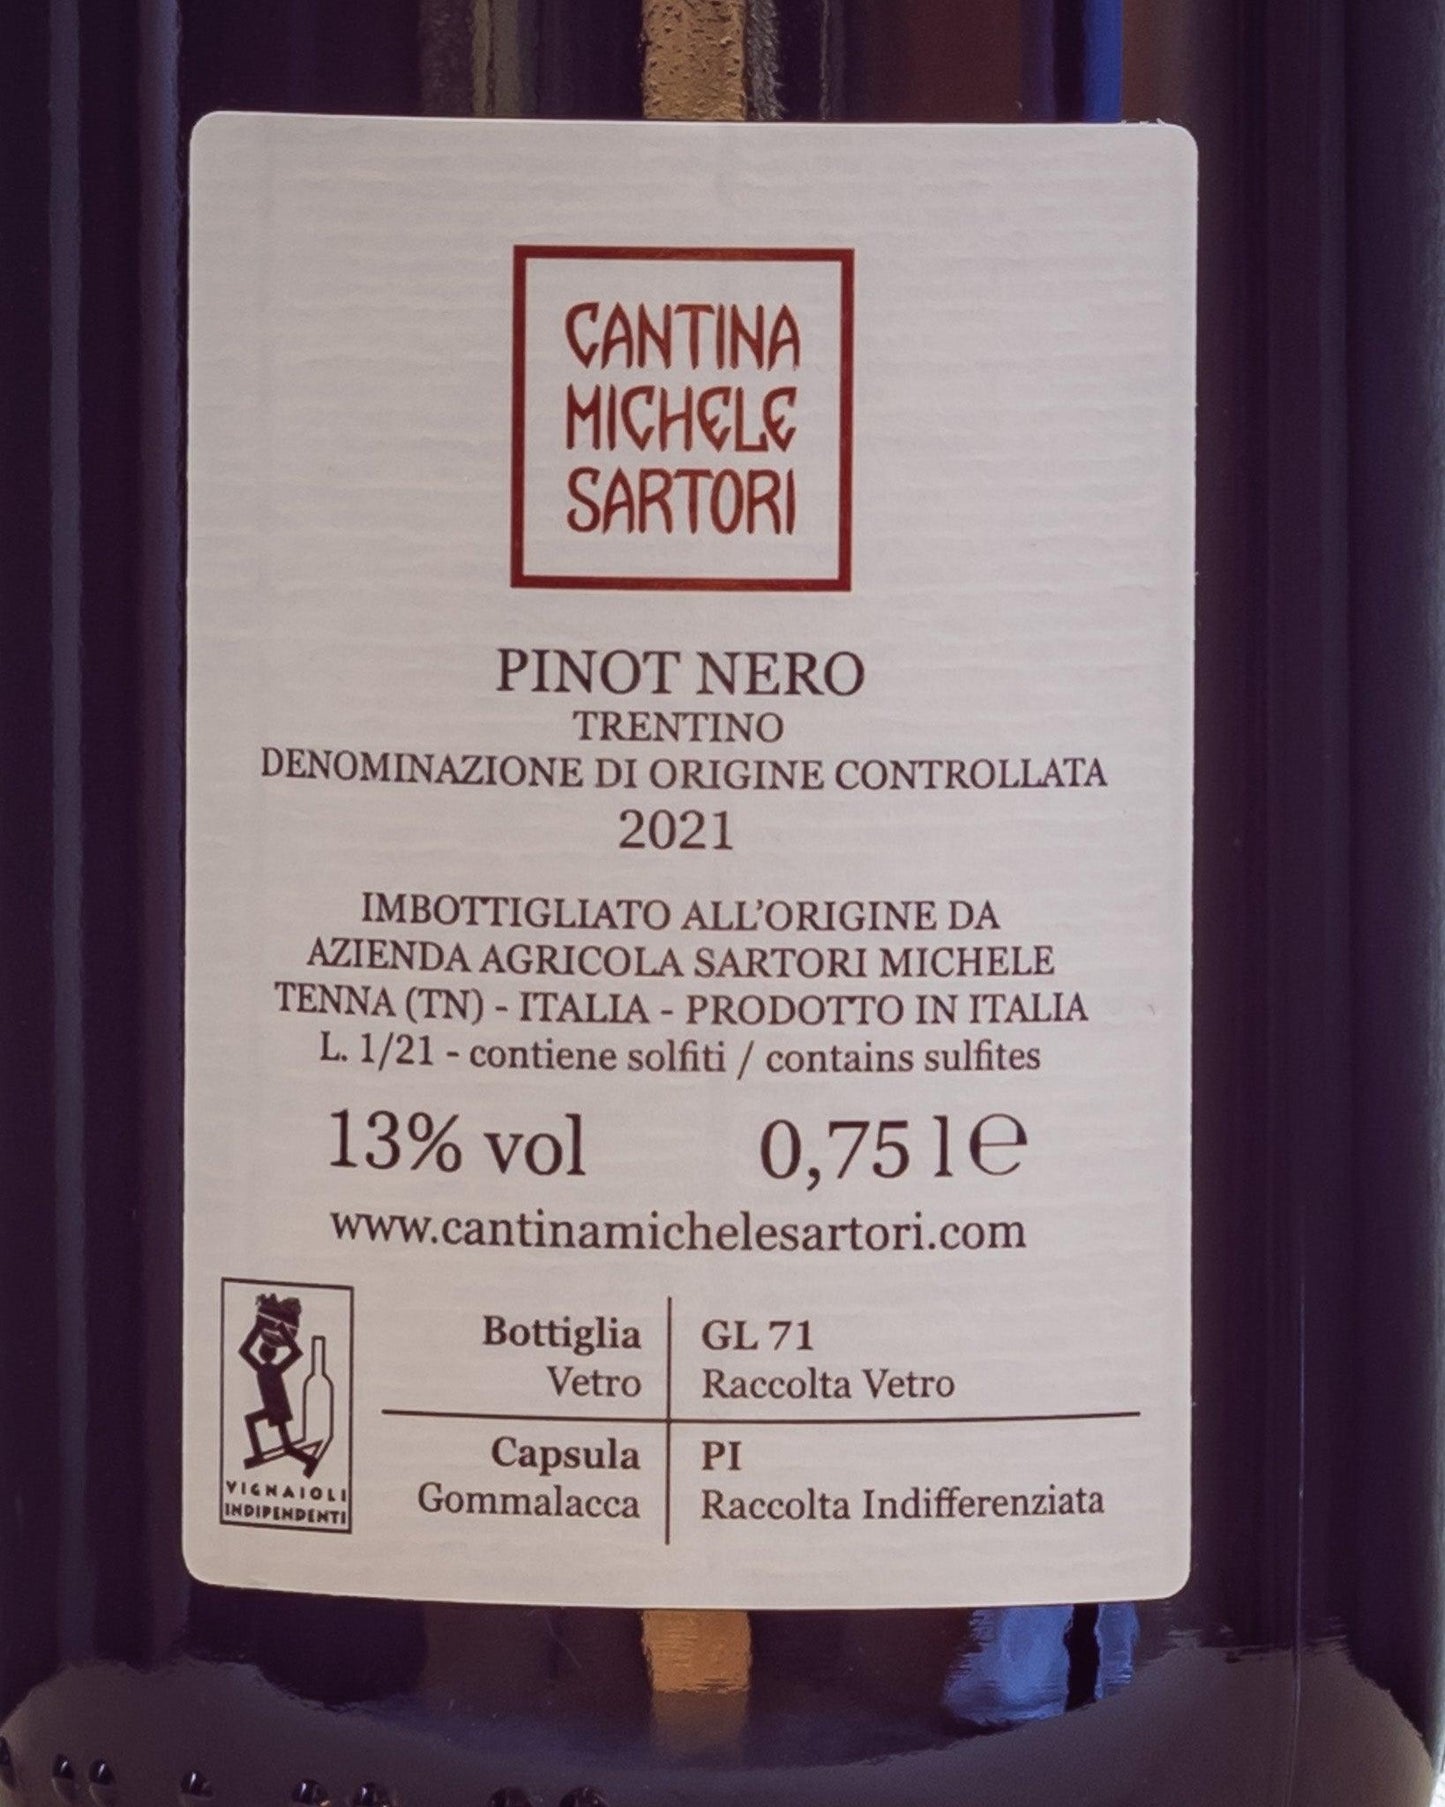 CANTINA
MICHELE
SARTORI
PINOT NERO
TRENTINO
DENOMINAZIONE DI ORIGINE CONTROLLATA
2021
IMBOTTIGLIATO ALL'ORIGINE DA
AZIENDA AGRICOLA SARTORI MICHELE
TENNA (TN) - ITALIA - PRODOTTO IN ITALIA
L. 1/21 - contiene solfiti / contains sulfites
13% vol 0,75 l ℮
www.cantinamichelesartori.com
VIGNAIOLI
INDIPENDENTI
Bottiglia GL 71
Vetro Raccolta Vetro
Capsula PI
Gommalacca Raccolta Indifferenziata